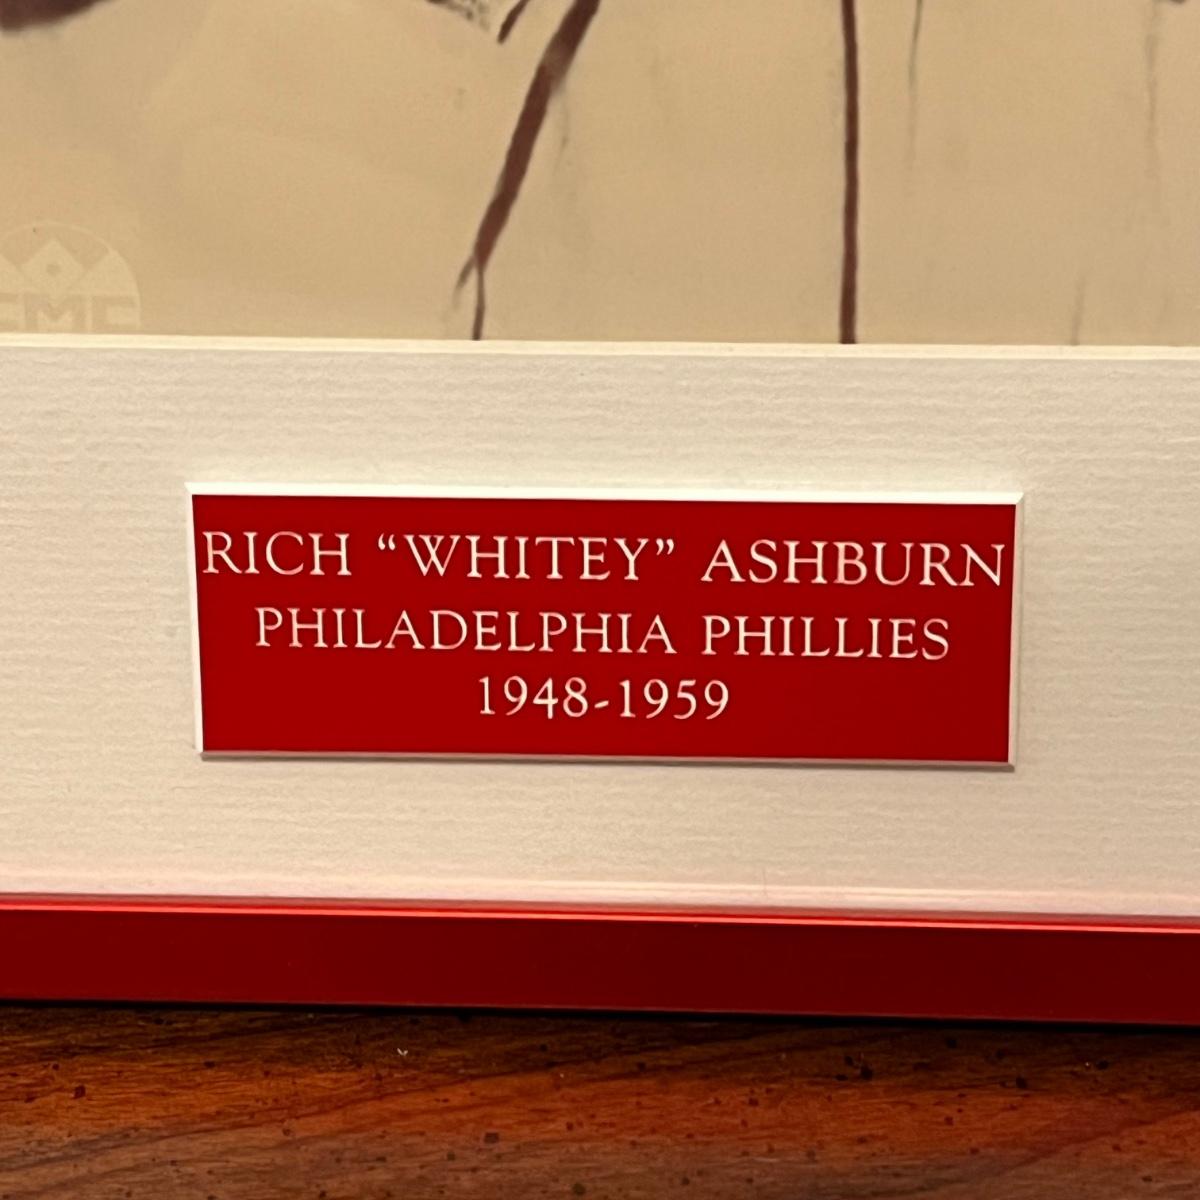 RICH “WHITEY” ASHBURN
PHILADELPHIA PHILLIES
1948-1959